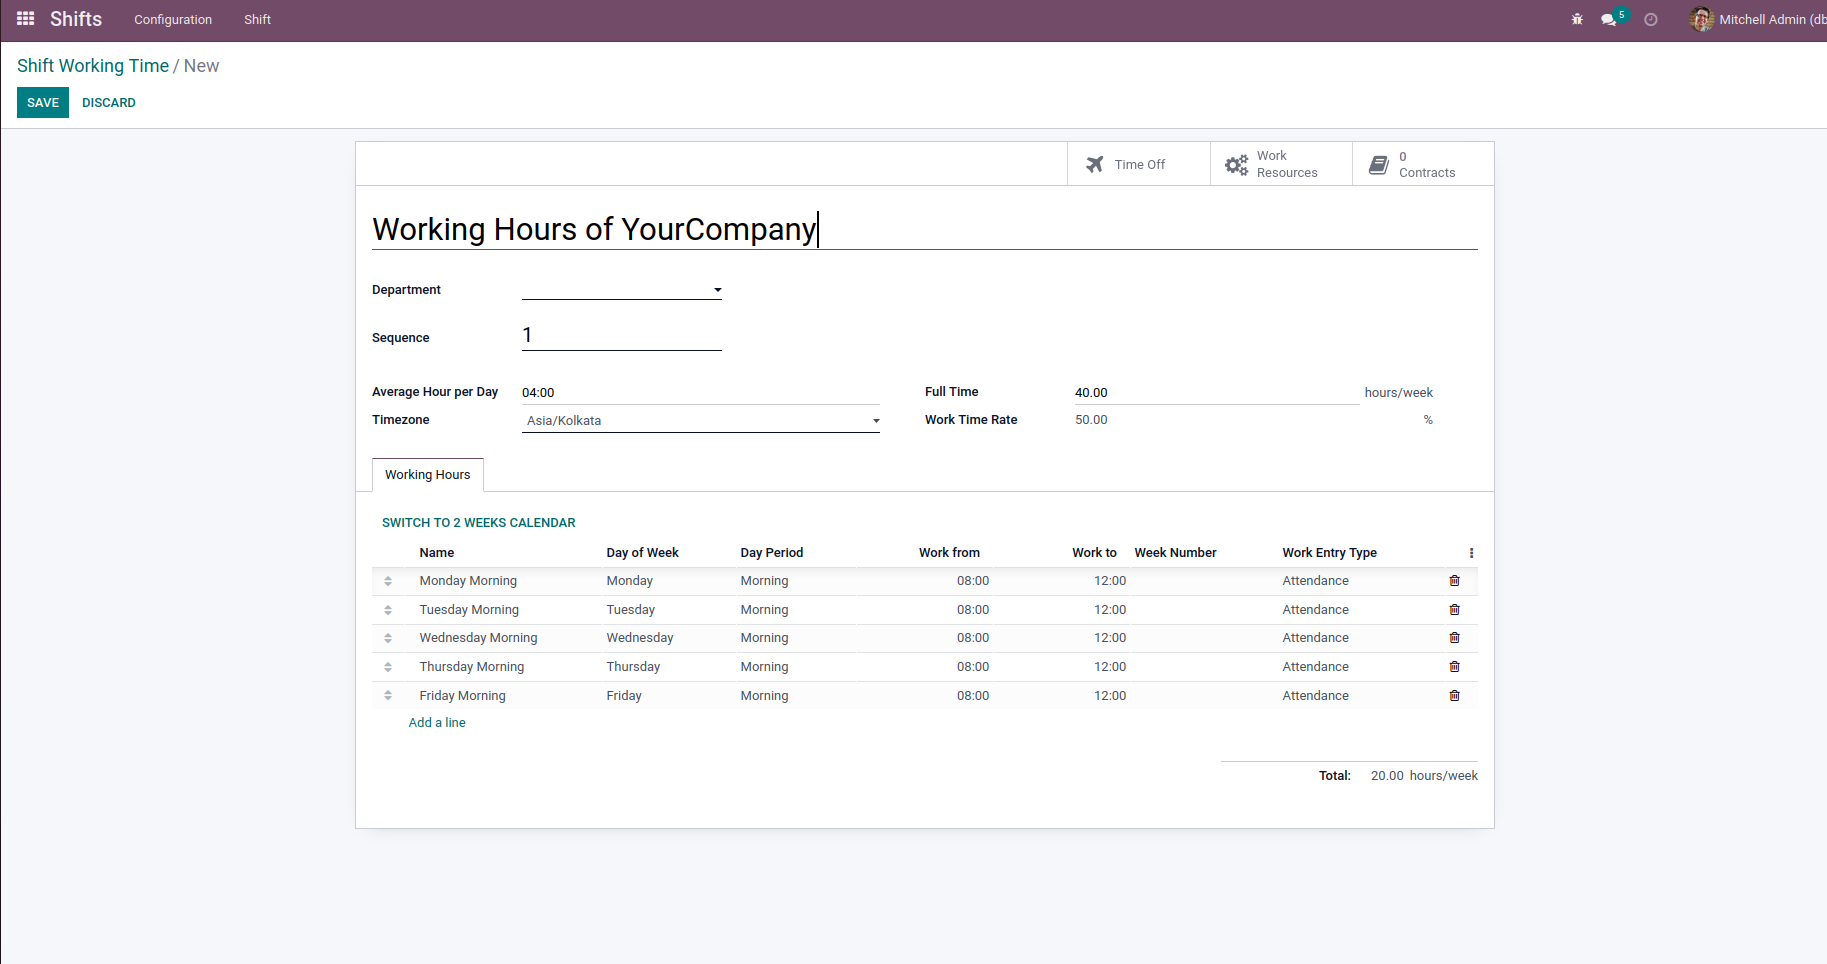 Shifts Configuration Shift 5 Mitchell Admin (db
Shift Working Time / New
SAVE DISCARD
Time Off
Work Resources
0 Contracts
Working Hours of YourCompany
Department
Sequence 1
Average Hour per Day 04:00 Full Time 40.00 hours/week
Timezone Asia/Kolkata Work Time Rate 50.00 %
Working Hours
SWITCH TO 2 WEEKS CALENDAR
Name Day of Week Day Period Work from Work to Week Number Work Entry Type
Monday Morning Monday Morning 08:00 12:00 Attendance
Tuesday Morning Tuesday Morning 08:00 12:00 Attendance
Wednesday Morning Wednesday Morning 08:00 12:00 Attendance
Thursday Morning Thursday Morning 08:00 12:00 Attendance
Friday Morning Friday Morning 08:00 12:00 Attendance
Add a line
Total: 20.00 hours/week